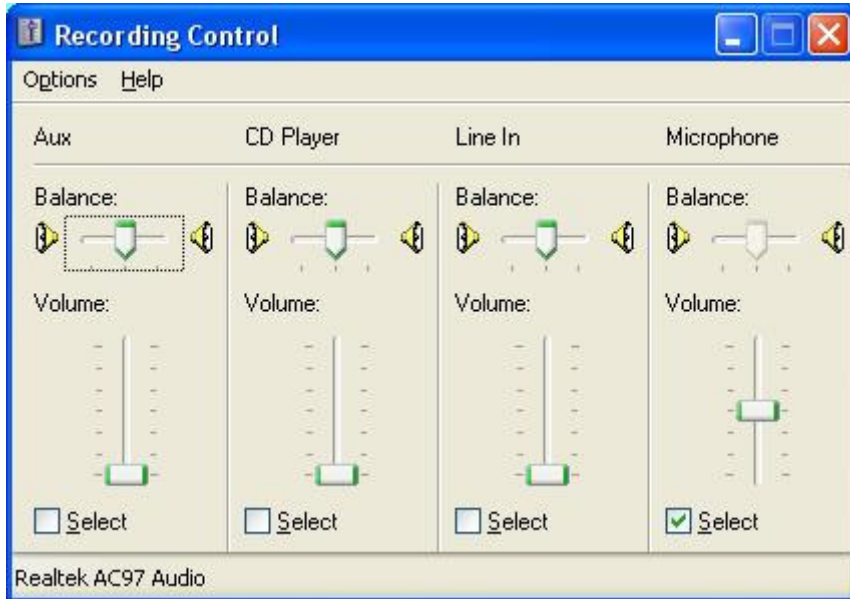 Recording Control
Options Help
Aux CD Player Line In Microphone
Balance: Balance: Balance: Balance:
Volume: Volume: Volume: Volume:
Select Select Select Select
Realtek AC97 Audio